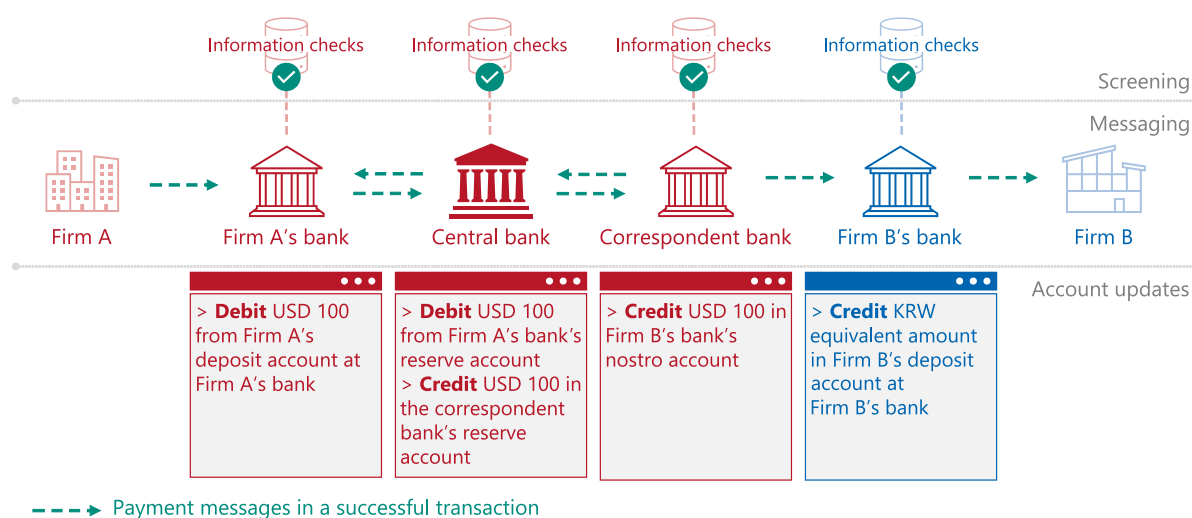 Information checks
Information checks
Information checks
Information checks
Screening
Messaging
Firm A
Firm A's bank
Central bank
Correspondent bank
Firm B's bank
Firm B
Account updates
> Debit USD 100
from Firm A's
deposit account at
Firm A's bank
> Debit USD 100
from Firm A's bank's
reserve account
> Credit USD 100 in
the correspondent
bank's reserve
account
> Credit USD 100 in
Firm B's bank's
nostro account
> Credit KRW
equivalent amount
in Firm B's deposit
account at
Firm B's bank
Payment messages in a successful transaction